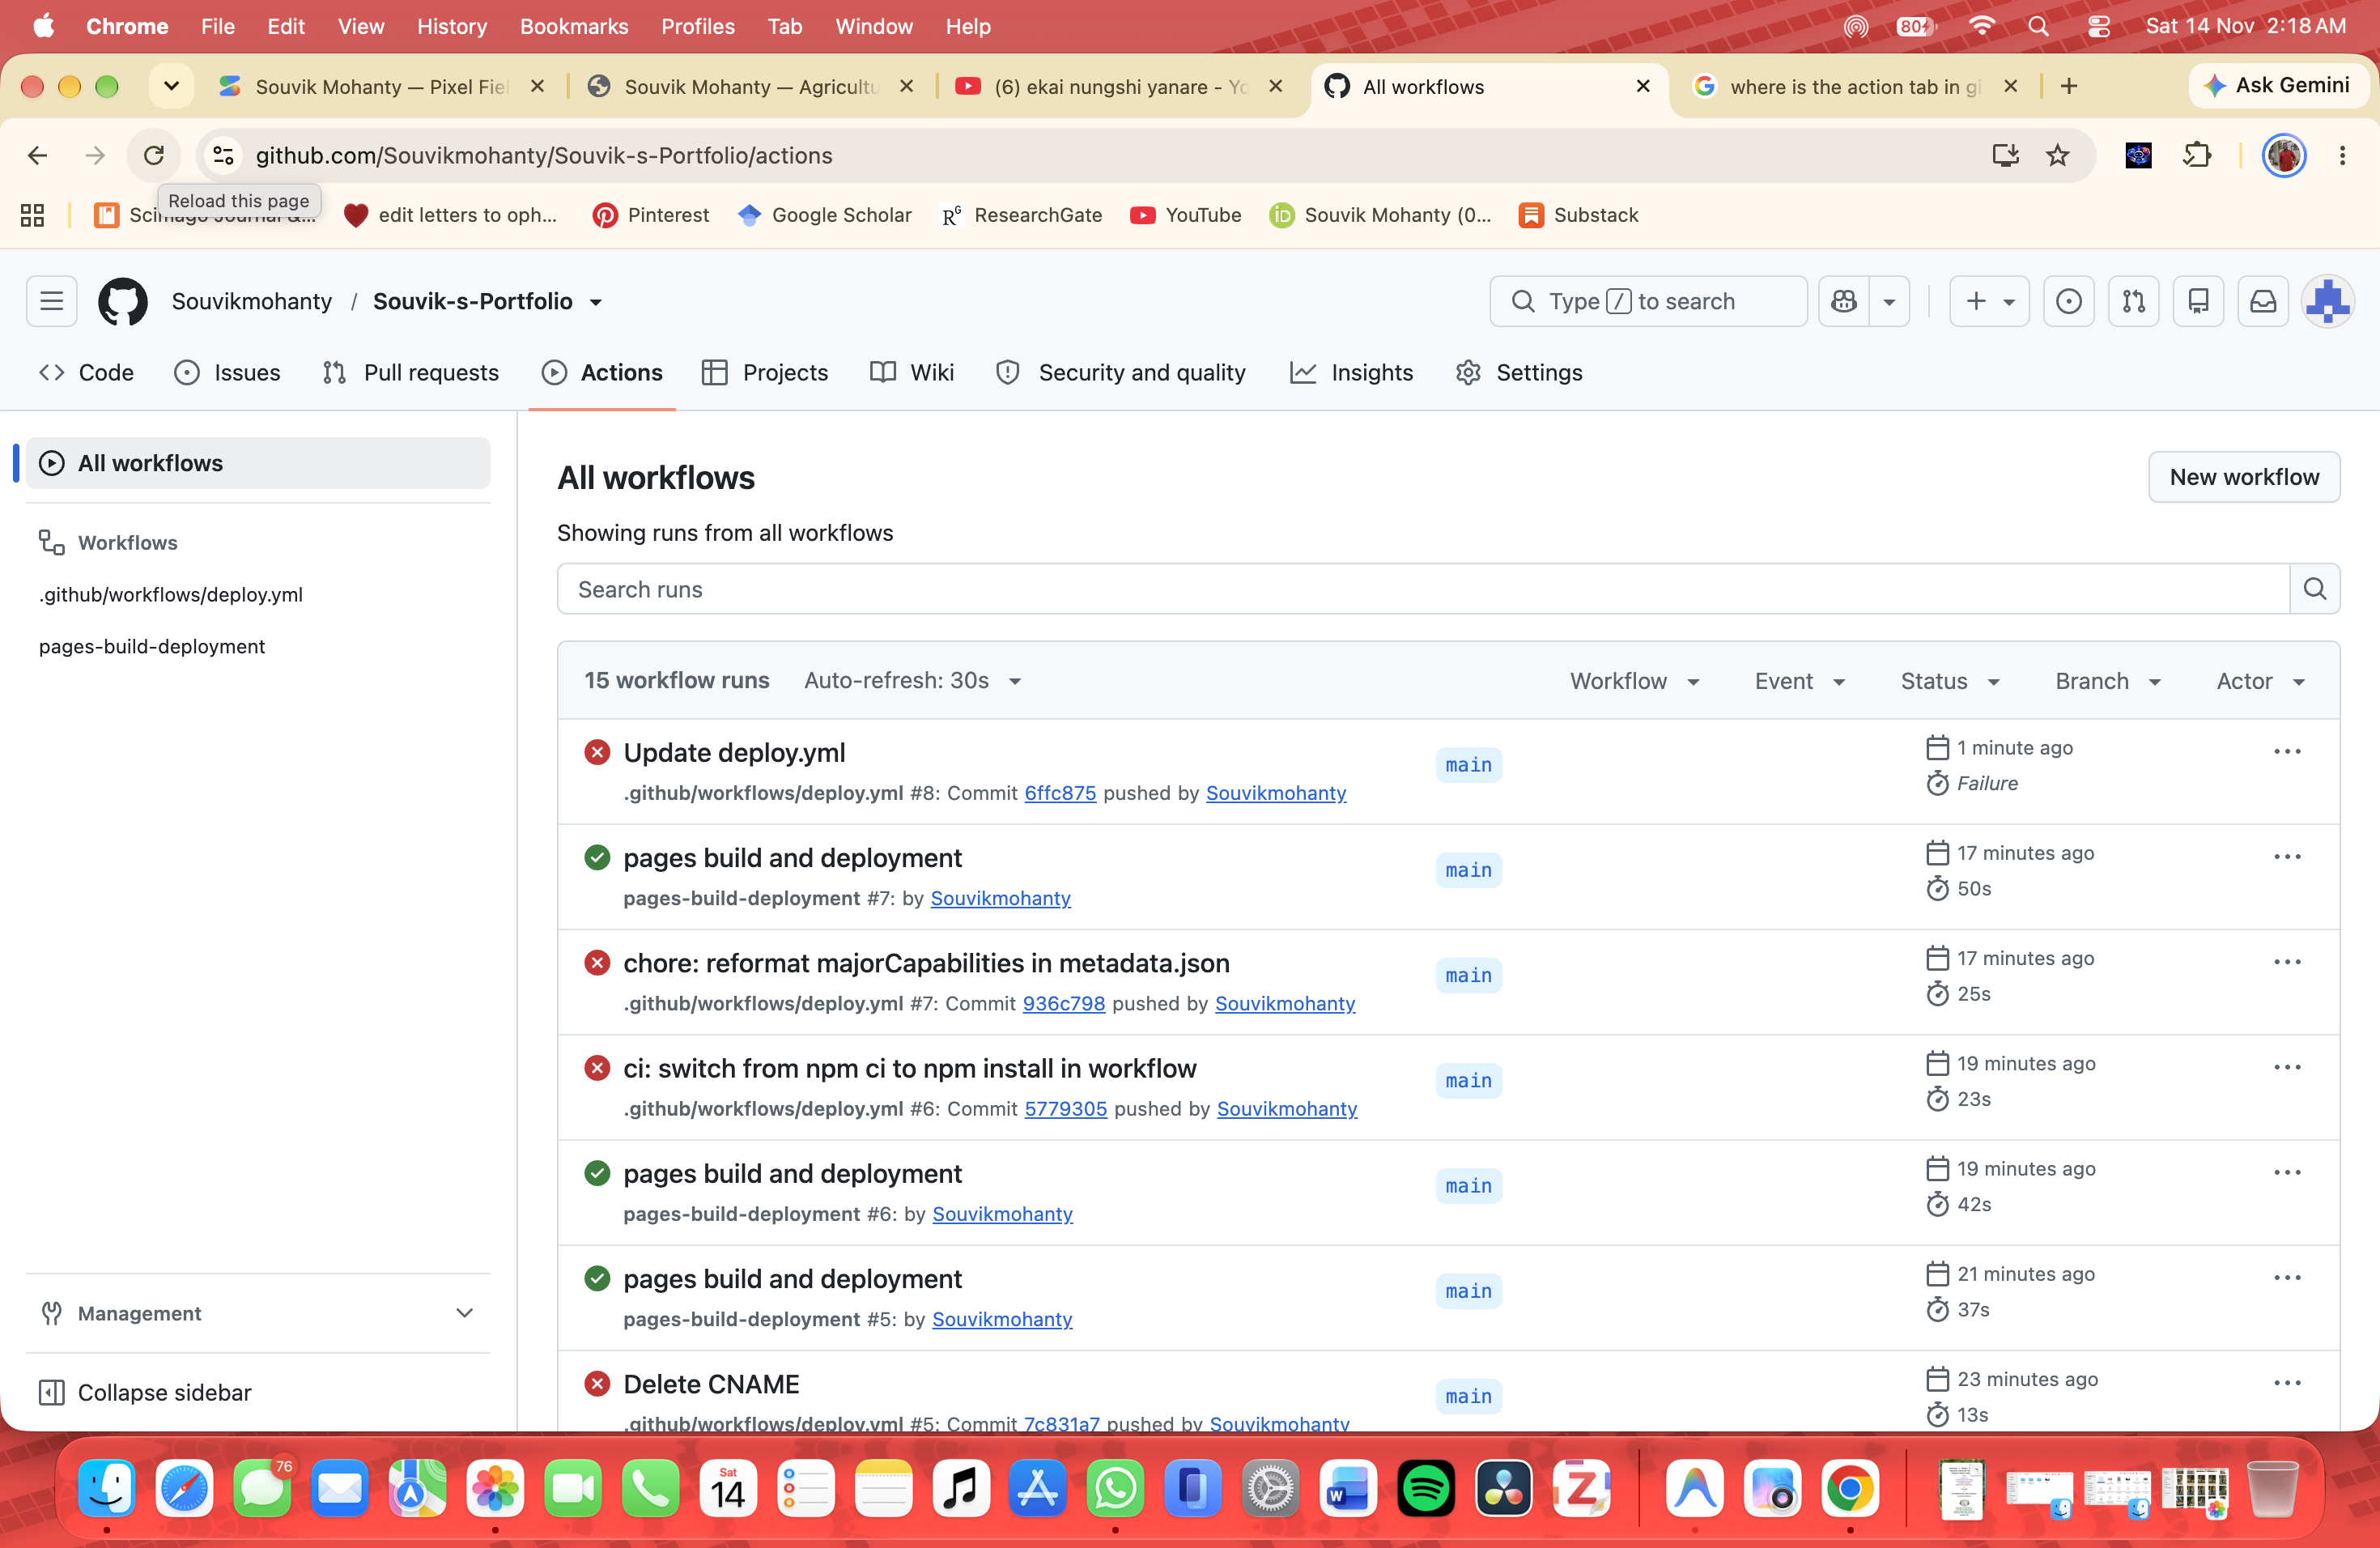 Chrome File Edit View History Bookmarks Profiles Tab Window Help 80 Sat 14 Nov 2:18 AM
Souvik Mohanty — Pixel Fiel Souvik Mohanty — Agricultu (6) ekai nungshi yanare - Yo All workflows where is the action tab in gi Ask Gemini
github.com/Souvikmohanty/Souvik-s-Portfolio/actions
Reload this page
Scimago Journal &... edit letters to oph... Pinterest Google Scholar ResearchGate YouTube Souvik Mohanty (0... Substack
Souvikmohanty / Souvik-s-Portfolio Type / to search
Code Issues Pull requests Actions Projects Wiki Security and quality Insights Settings
All workflows
Workflows
.github/workflows/deploy.yml
pages-build-deployment
Management
Collapse sidebar
All workflows New workflow
Showing runs from all workflows
Search runs
15 workflow runs Auto-refresh: 30s Workflow Event Status Branch Actor
Update deploy.yml main 1 minute ago
.github/workflows/deploy.yml #8: Commit 6ffc875 pushed by Souvikmohanty Failure
pages build and deployment main 17 minutes ago
pages-build-deployment #7: by Souvikmohanty 50s
chore: reformat majorCapabilities in metadata.json main 17 minutes ago
.github/workflows/deploy.yml #7: Commit 936c798 pushed by Souvikmohanty 25s
ci: switch from npm ci to npm install in workflow main 19 minutes ago
.github/workflows/deploy.yml #6: Commit 5779305 pushed by Souvikmohanty 23s
pages build and deployment main 19 minutes ago
pages-build-deployment #6: by Souvikmohanty 42s
pages build and deployment main 21 minutes ago
pages-build-deployment #5: by Souvikmohanty 37s
Delete CNAME main 23 minutes ago
.github/workflows/deploy.yml #5: Commit 7c831a7 pushed by Souvikmohanty 13s
76
Sat
14